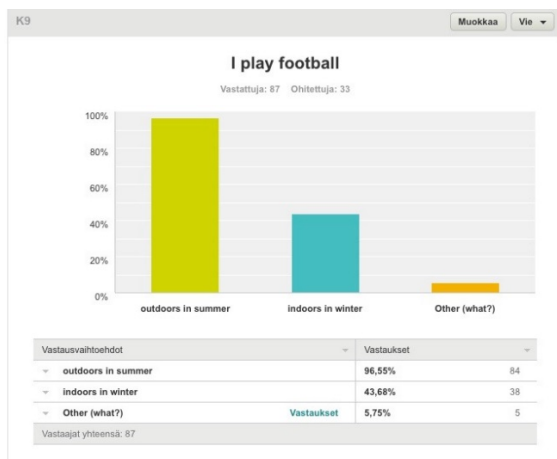 K9
Muokkaa
Vie
I play football
Vastattuja: 87 Ohitettuja: 33
100%
80%
60%
40%
20%
0%
outdoors in summer indoors in winter Other (what?)
Vastausvaihtoehdot Vastaukset
outdoors in summer 96,55% 84
indoors in winter 43,68% 38
Other (what?) Vastaukset 5,75% 5
Vastaajat yhteensä: 87